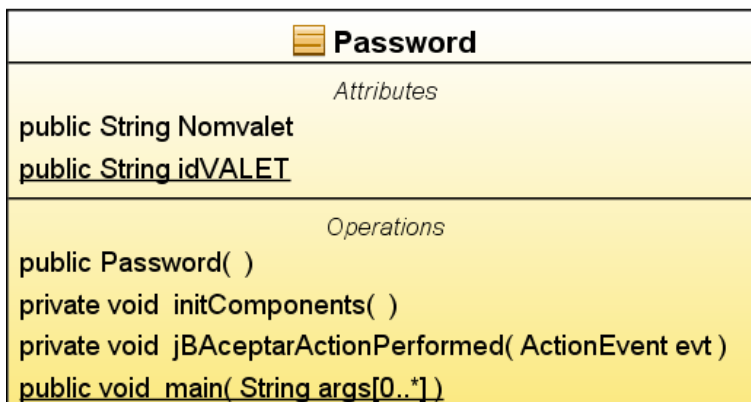 Password
Attributes
public String Nomvalet
public String idVALET
Operations
public Password( )
private void initComponents( )
private void jBAceptarActionPerformed( ActionEvent evt )
public void main( String args[0..*] )